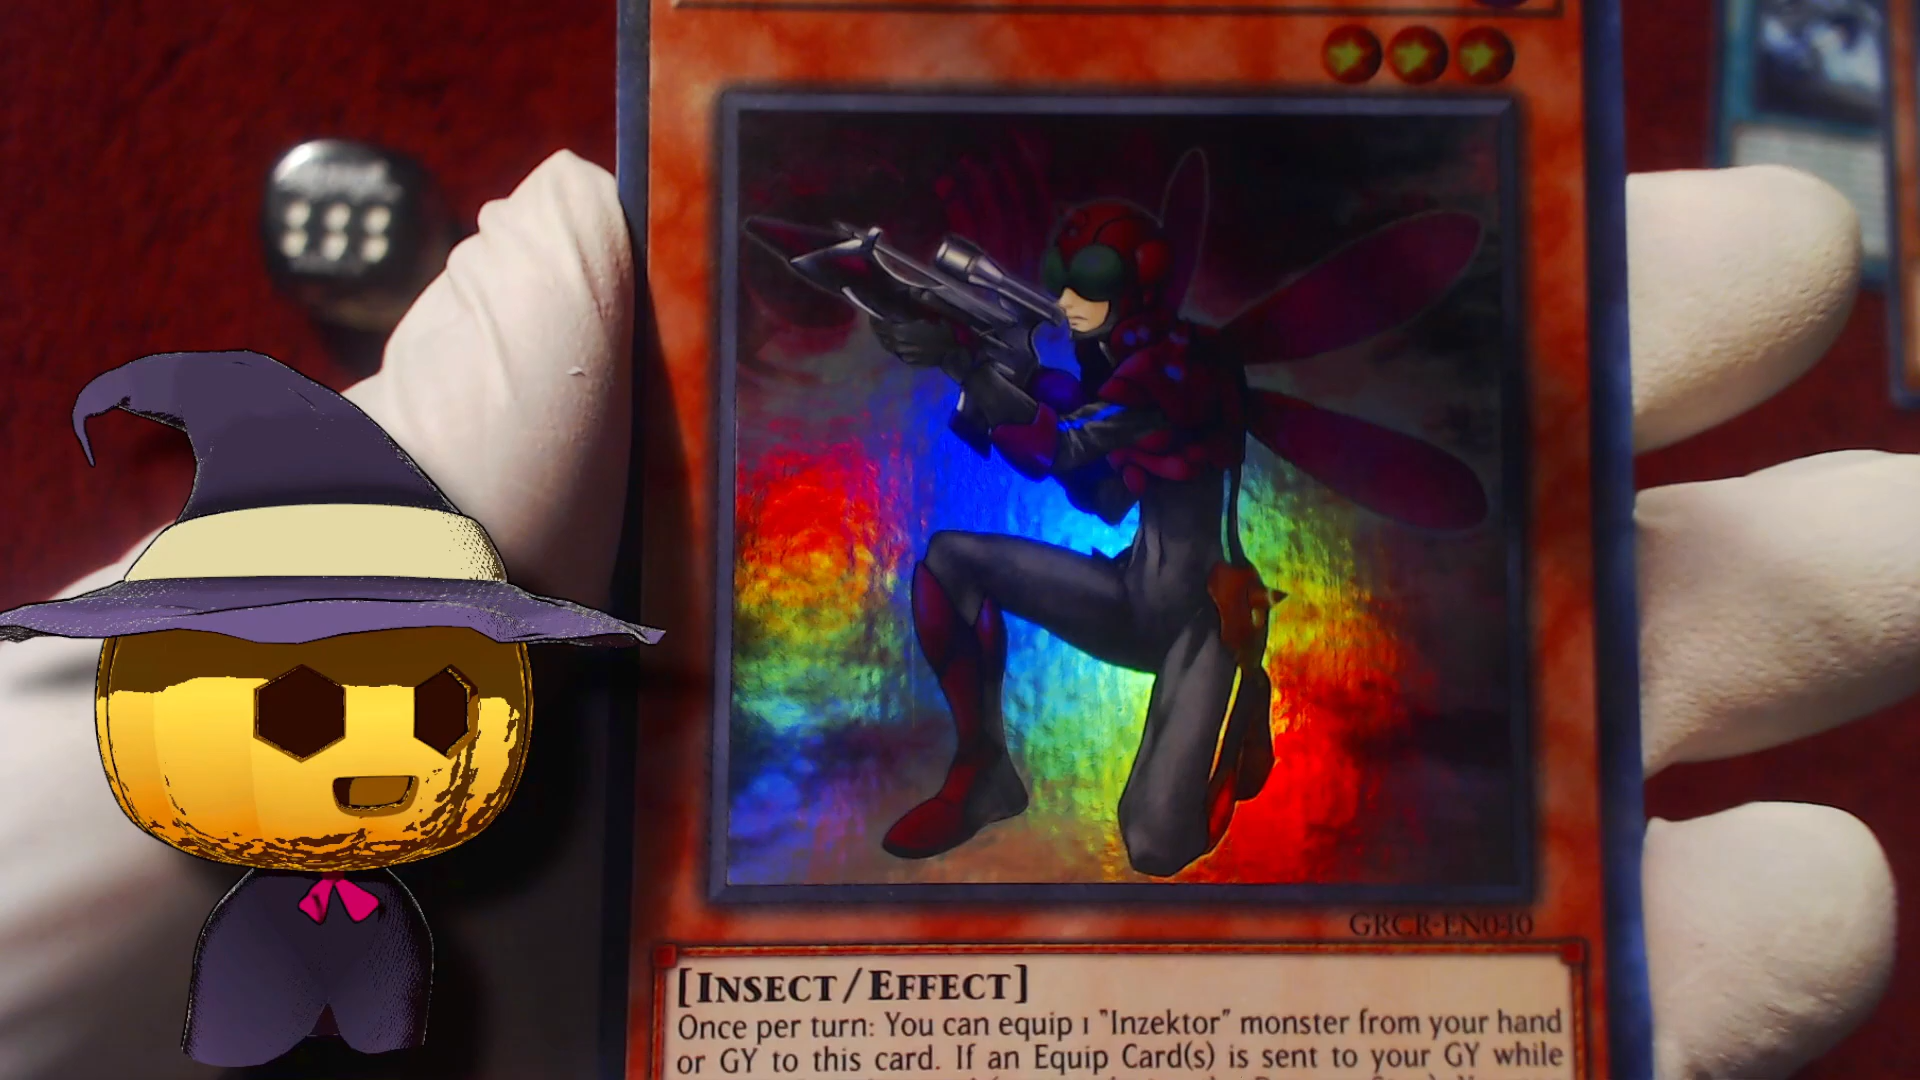 GRCR-EN040
[INSECT/EFFECT]
Once per turn: You can equip 1 "Inzektor" monster from your hand
or GY to this card. If an Equip Card(s) is sent to your GY while